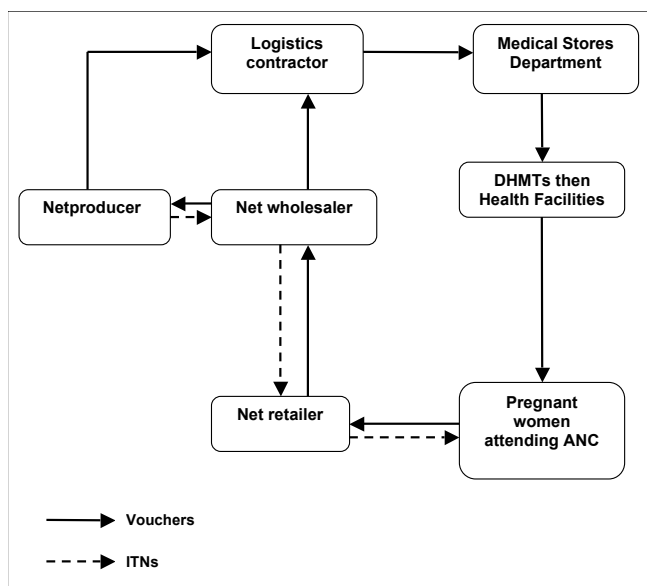 Logistics
contractor
Medical Stores
Department
Netproducer
Net wholesaler
DHMTs then
Health Facilities
Net retailer
Pregnant
women
attending ANC
Vouchers
ITNs